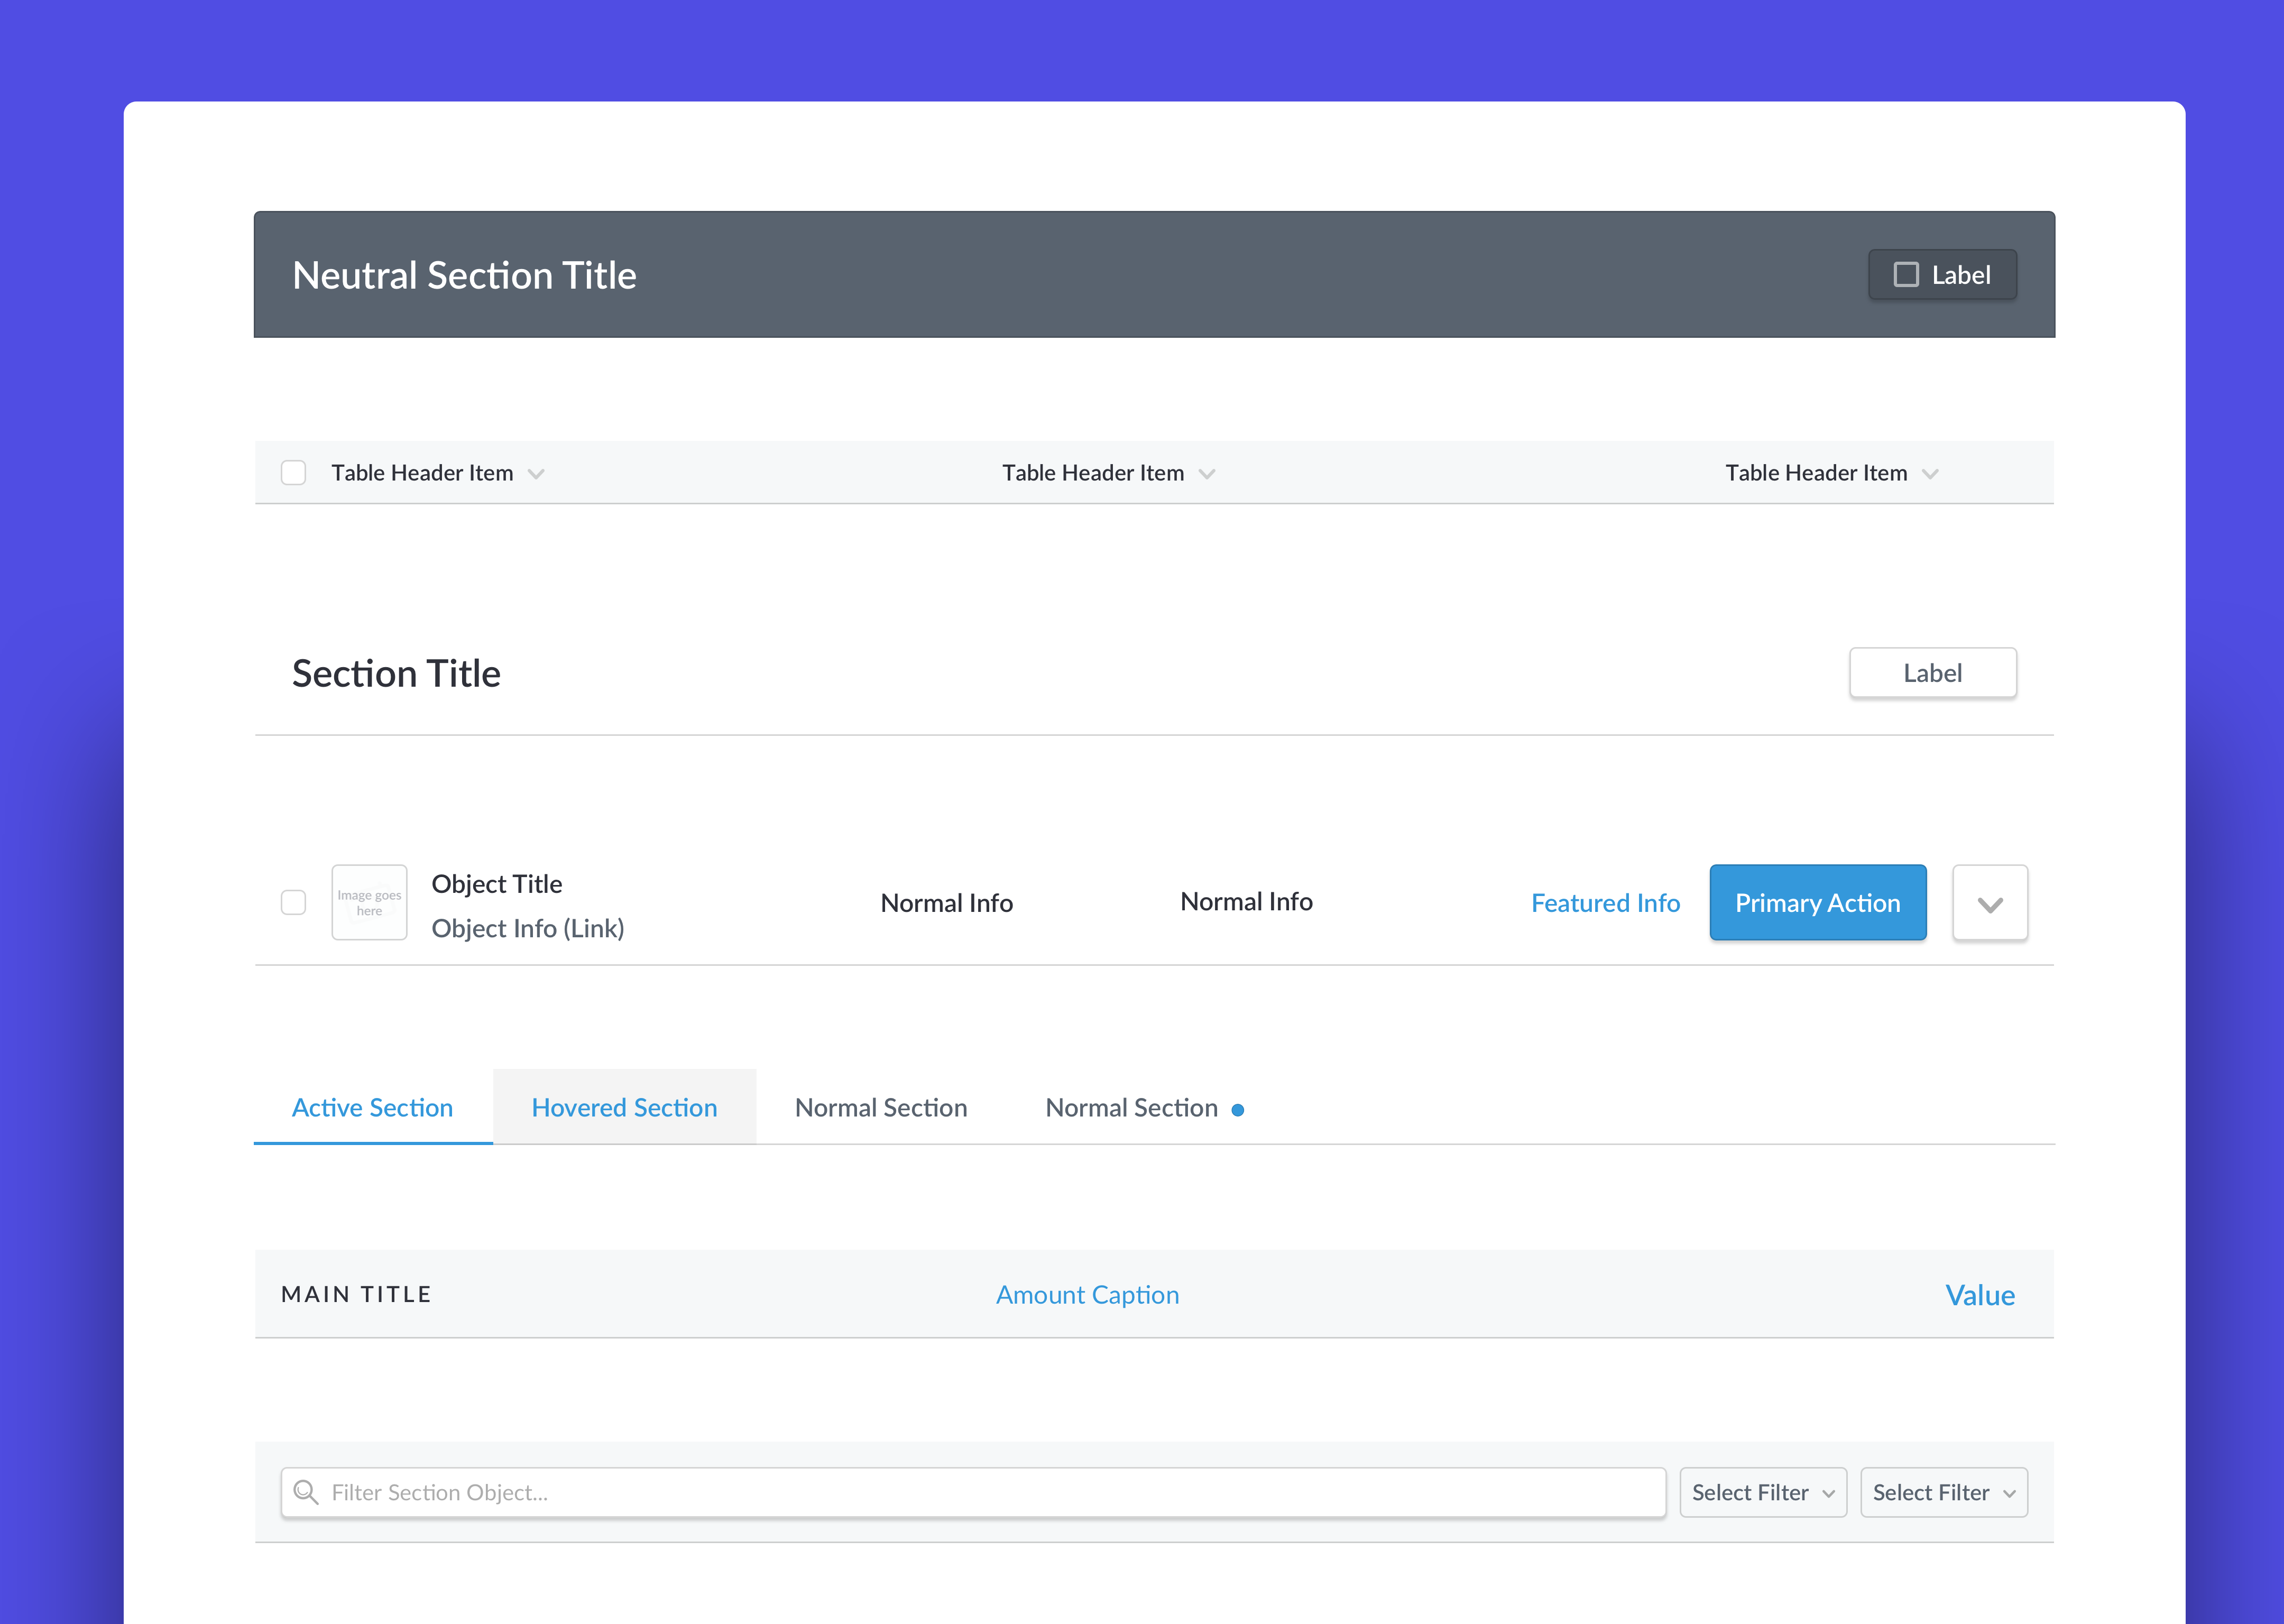 Neutral Section Title
Label
Table Header Item
Table Header Item
Table Header Item
Section Title
Label
Image goes
here
Object Title
Object Info (Link)
Normal Info
Normal Info
Featured Info
Primary Action
Active Section
Hovered Section
Normal Section
Normal Section
MAIN TITLE
Amount Caption
Value
Filter Section Object...
Select Filter
Select Filter